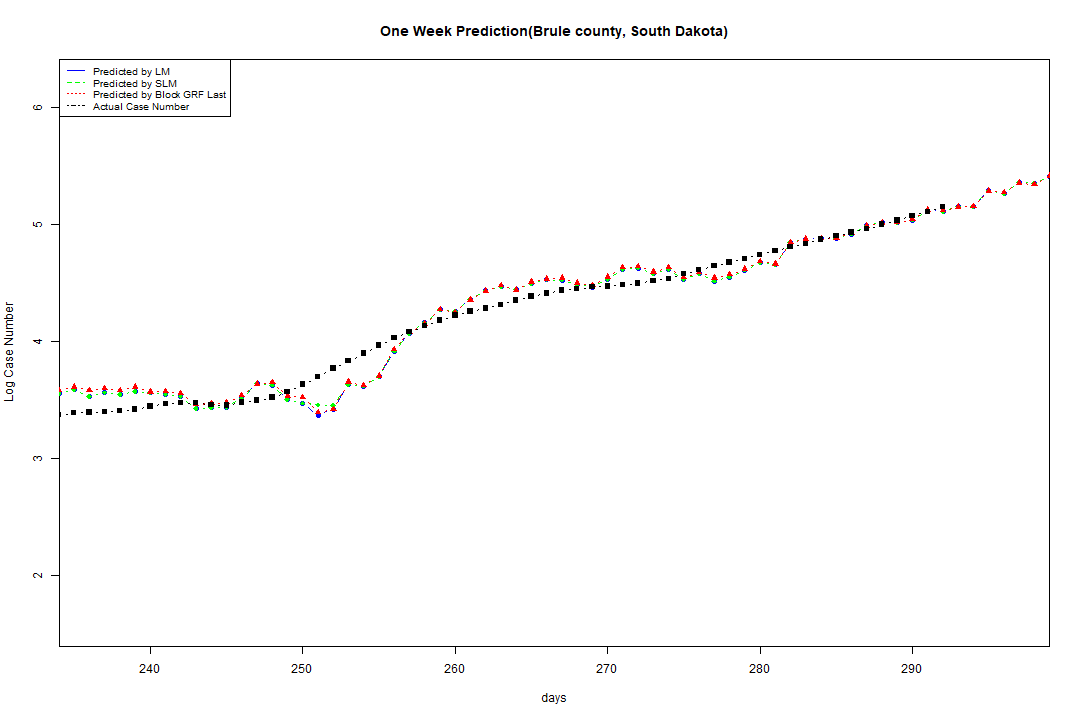 One Week Prediction(Brule county, South Dakota)
Predicted by LM
Predicted by SLM
Predicted by Block GRF Last
Actual Case Number
6
5
4
3
2
Log Case Number
240 250 260 270 280 290
days